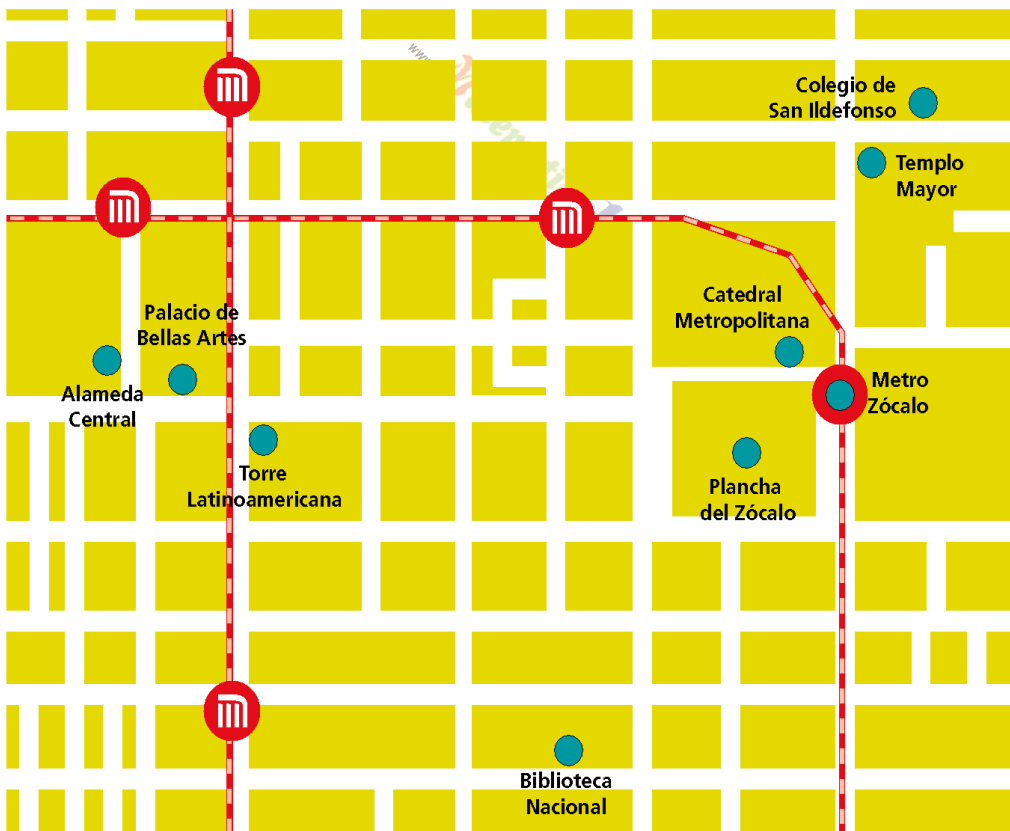 www.
Colegio de
San Ildefonso
Templo
Mayor
Catedral
Metropolitana
Palacio de
Bellas Artes
Alameda
Central
Metro
Zócalo
Torre
Latinoamericana
Plancha
del Zócalo
Biblioteca
Nacional